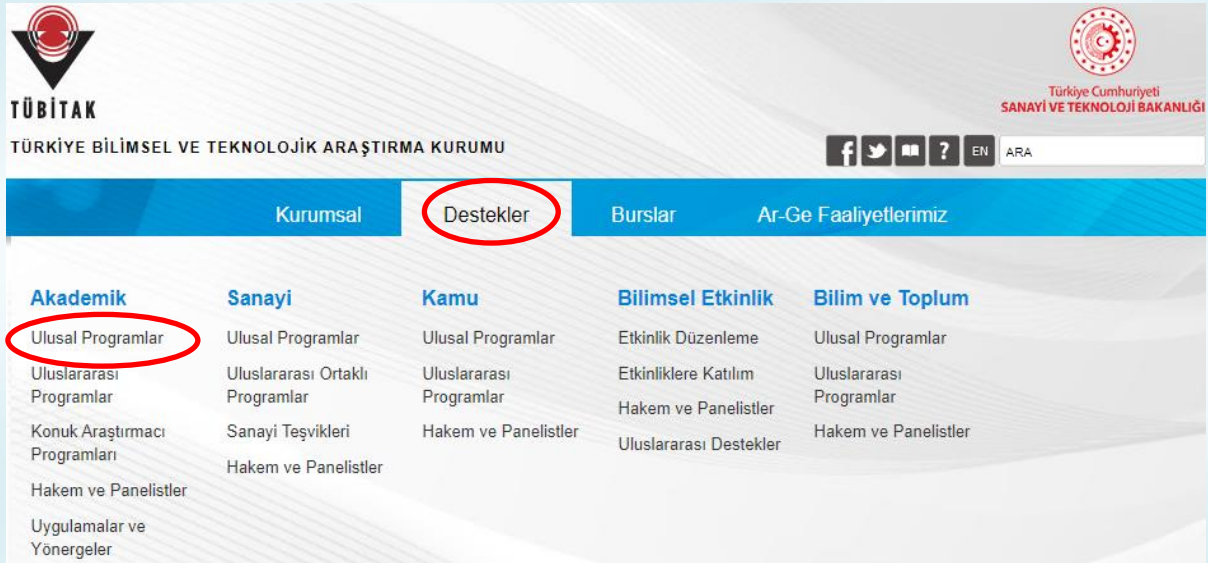 TÜBİTAK
TÜRKİYE BİLİMSEL VE TEKNOLOJİK ARAŞTIRMA KURUMU
Türkiye Cumhuriyeti
SANAYİ VE TEKNOLOJİ BAKANLIĞI
f
?
EN
ARA
Kurumsal
Destekler
Burslar
Ar-Ge Faaliyetlerimiz
Akademik
Ulusal Programlar
Uluslararası
Programlar
Konuk Araştırmacı
Programları
Hakem ve Panelistler
Uygulamalar ve
Yönergeler
Sanayi
Ulusal Programlar
Uluslararası Ortaklı
Programlar
Sanayi Teşvikleri
Hakem ve Panelistler
Kamu
Ulusal Programlar
Uluslararası
Programlar
Hakem ve Panelistler
Bilimsel Etkinlik
Etkinlik Düzenleme
Etkinliklere Katılım
Hakem ve Panelistler
Uluslararası Destekler
Bilim ve Toplum
Ulusal Programlar
Uluslararası
Programlar
Hakem ve Panelistler